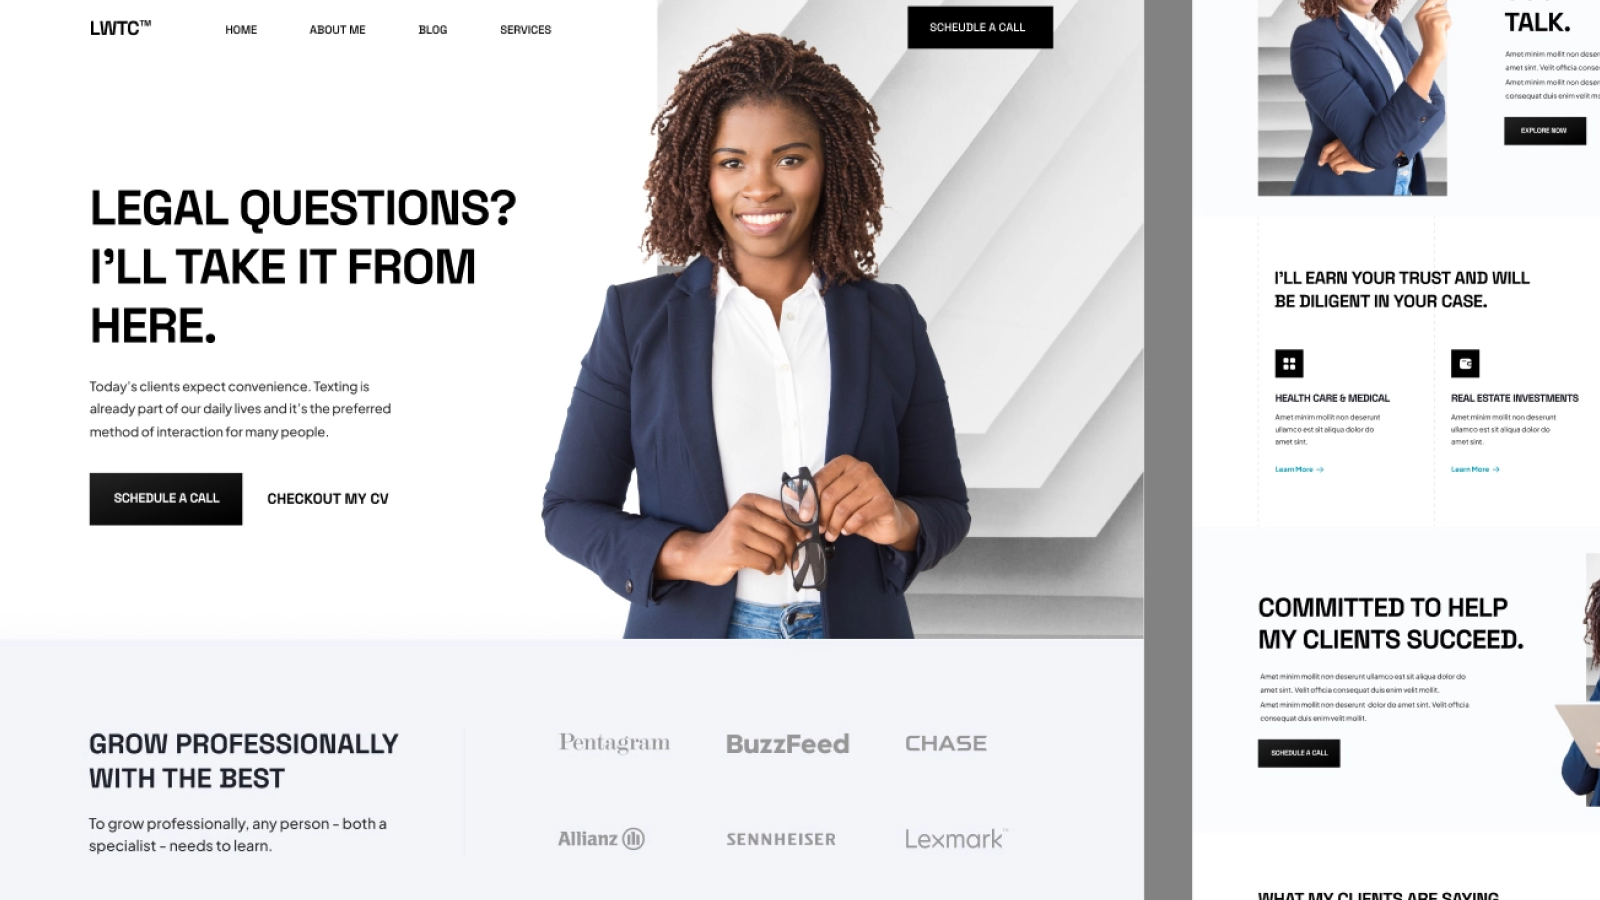 LWTC™
HOME
ABOUT ME
BLOG
SERVICES
SCHEUDLE A CALL
LEGAL QUESTIONS?
I'LL TAKE IT FROM
HERE.
Today's clients expect convenience. Texting is
already part of our daily lives and it's the preferred
method of interaction for many people.
SCHEDULE A CALL
CHECKOUT MY CV
GROW PROFESSIONALLY
WITH THE BEST
To grow professionally, any person - both a
specialist - needs to learn.
Pentagram
BuzzFeed
CHASE
Allianz
SENNHEISER
Lexmark™
TALK.
Amet minim mollit non deser
amet sint. Velit officia conse
Amet minim mollit non deser
consequat duis enim velit mo
EXPLORE NOW
I'LL EARN YOUR TRUST AND WILL
BE DILIGENT IN YOUR CASE.
HEALTH CARE & MEDICAL
Amet minim mollit non deserunt
ullamco est sit aliqua dolor do
amet sint.
Learn More →
REAL ESTATE INVESTMENTS
Amet minim mollit non deserunt
ullamco est sit aliqua dolor do
amet sint.
Learn More →
COMMITTED TO HELP
MY CLIENTS SUCCEED.
Amet minim mollit non deserunt ullamco est sit aliqua dolor do
amet sint. Velit officia consequat duis enim velit mollit.
Amet minim mollit non deserunt dolor do amet sint. Velit officia
consequat duis enim velit mollit.
SCHEDULE A CALL
WHAT MY CLIENTS ARE SAYING